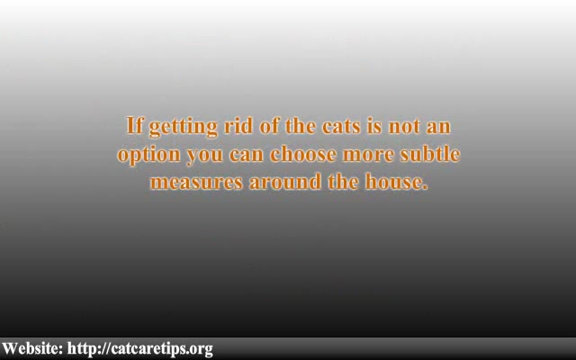 If getting rid of the cats is not an
option you can choose more subtle
measures around the house.
Website: http://catcaretips.org